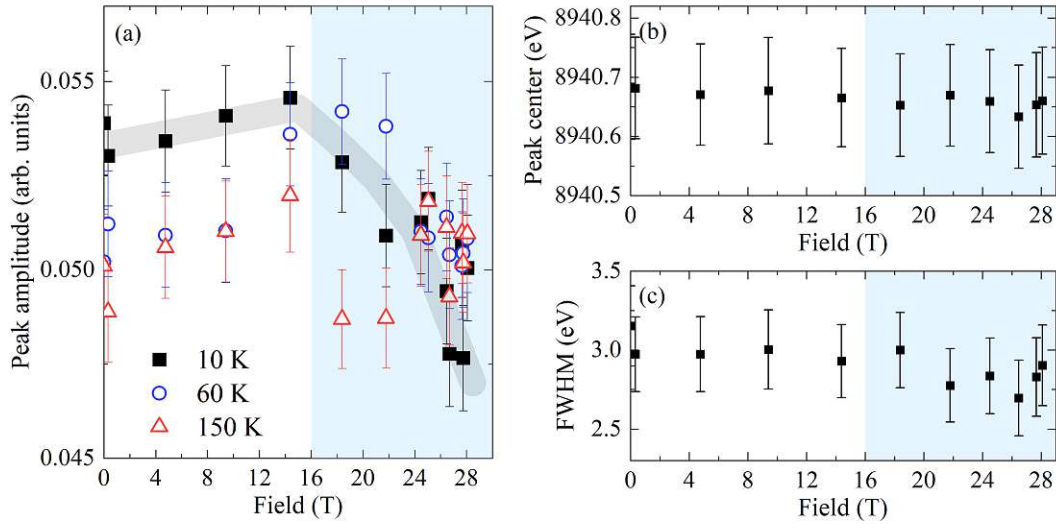 (a)
Peak amplitude (arb. units)
0.055
0.050
0.045
10 K
60 K
150 K
0 4 8 12 16 20 24 28
Field (T)
(b)
Peak center (eV)
8940.8
8940.7
8940.6
8940.5
0 4 8 12 16 20 24 28
Field (T)
(c)
FWHM (eV)
3.5
3.0
2.5
0 4 8 12 16 20 24 28
Field (T)